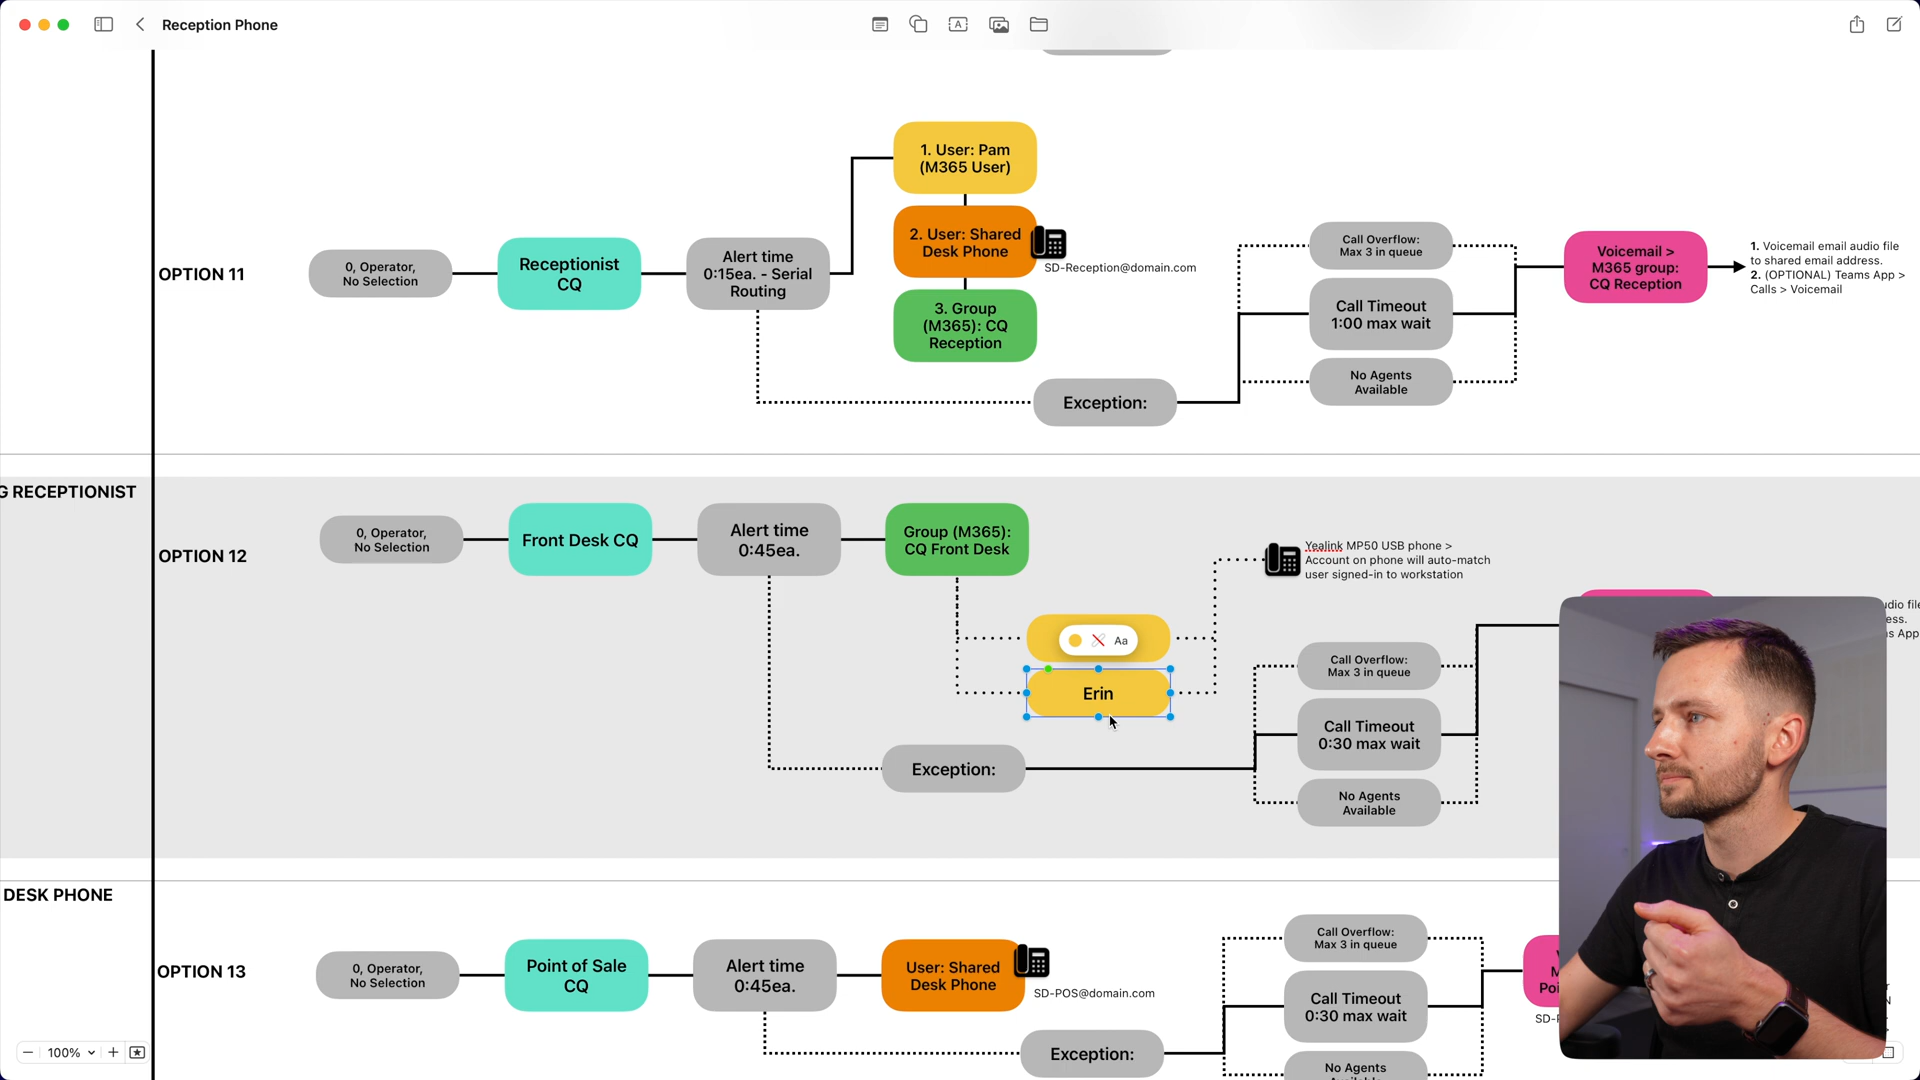 Reception Phone
OPTION 11
0, Operator,
No Selection
Receptionist
CQ
Alert time
0:15ea. - Serial
Routing
1. User: Pam
(M365 User)
2. User: Shared
Desk Phone
SD-Reception@domain.com
3. Group
(M365): CQ
Reception
Exception:
Call Overflow:
Max 3 in queue
Call Timeout
1:00 max wait
No Agents
Available
Voicemail >
M365 group:
CQ Reception
1. Voicemail email audio file
to shared email address.
2. (OPTIONAL) Teams App >
Calls > Voicemail
G RECEPTIONIST
OPTION 12
0, Operator,
No Selection
Front Desk CQ
Alert time
0:45ea.
Group (M365):
CQ Front Desk
Yealink MP50 USB phone >
Account on phone will auto-match
user signed-in to workstation
Aa
Erin
Exception:
Call Overflow:
Max 3 in queue
Call Timeout
0:30 max wait
No Agents
Available
udio file
ess.
s App
DESK PHONE
OPTION 13
0, Operator,
No Selection
Point of Sale
CQ
Alert time
0:45ea.
User: Shared
Desk Phone
SD-POS@domain.com
Exception:
Call Overflow:
Max 3 in queue
Call Timeout
0:30 max wait
No Agents
100%